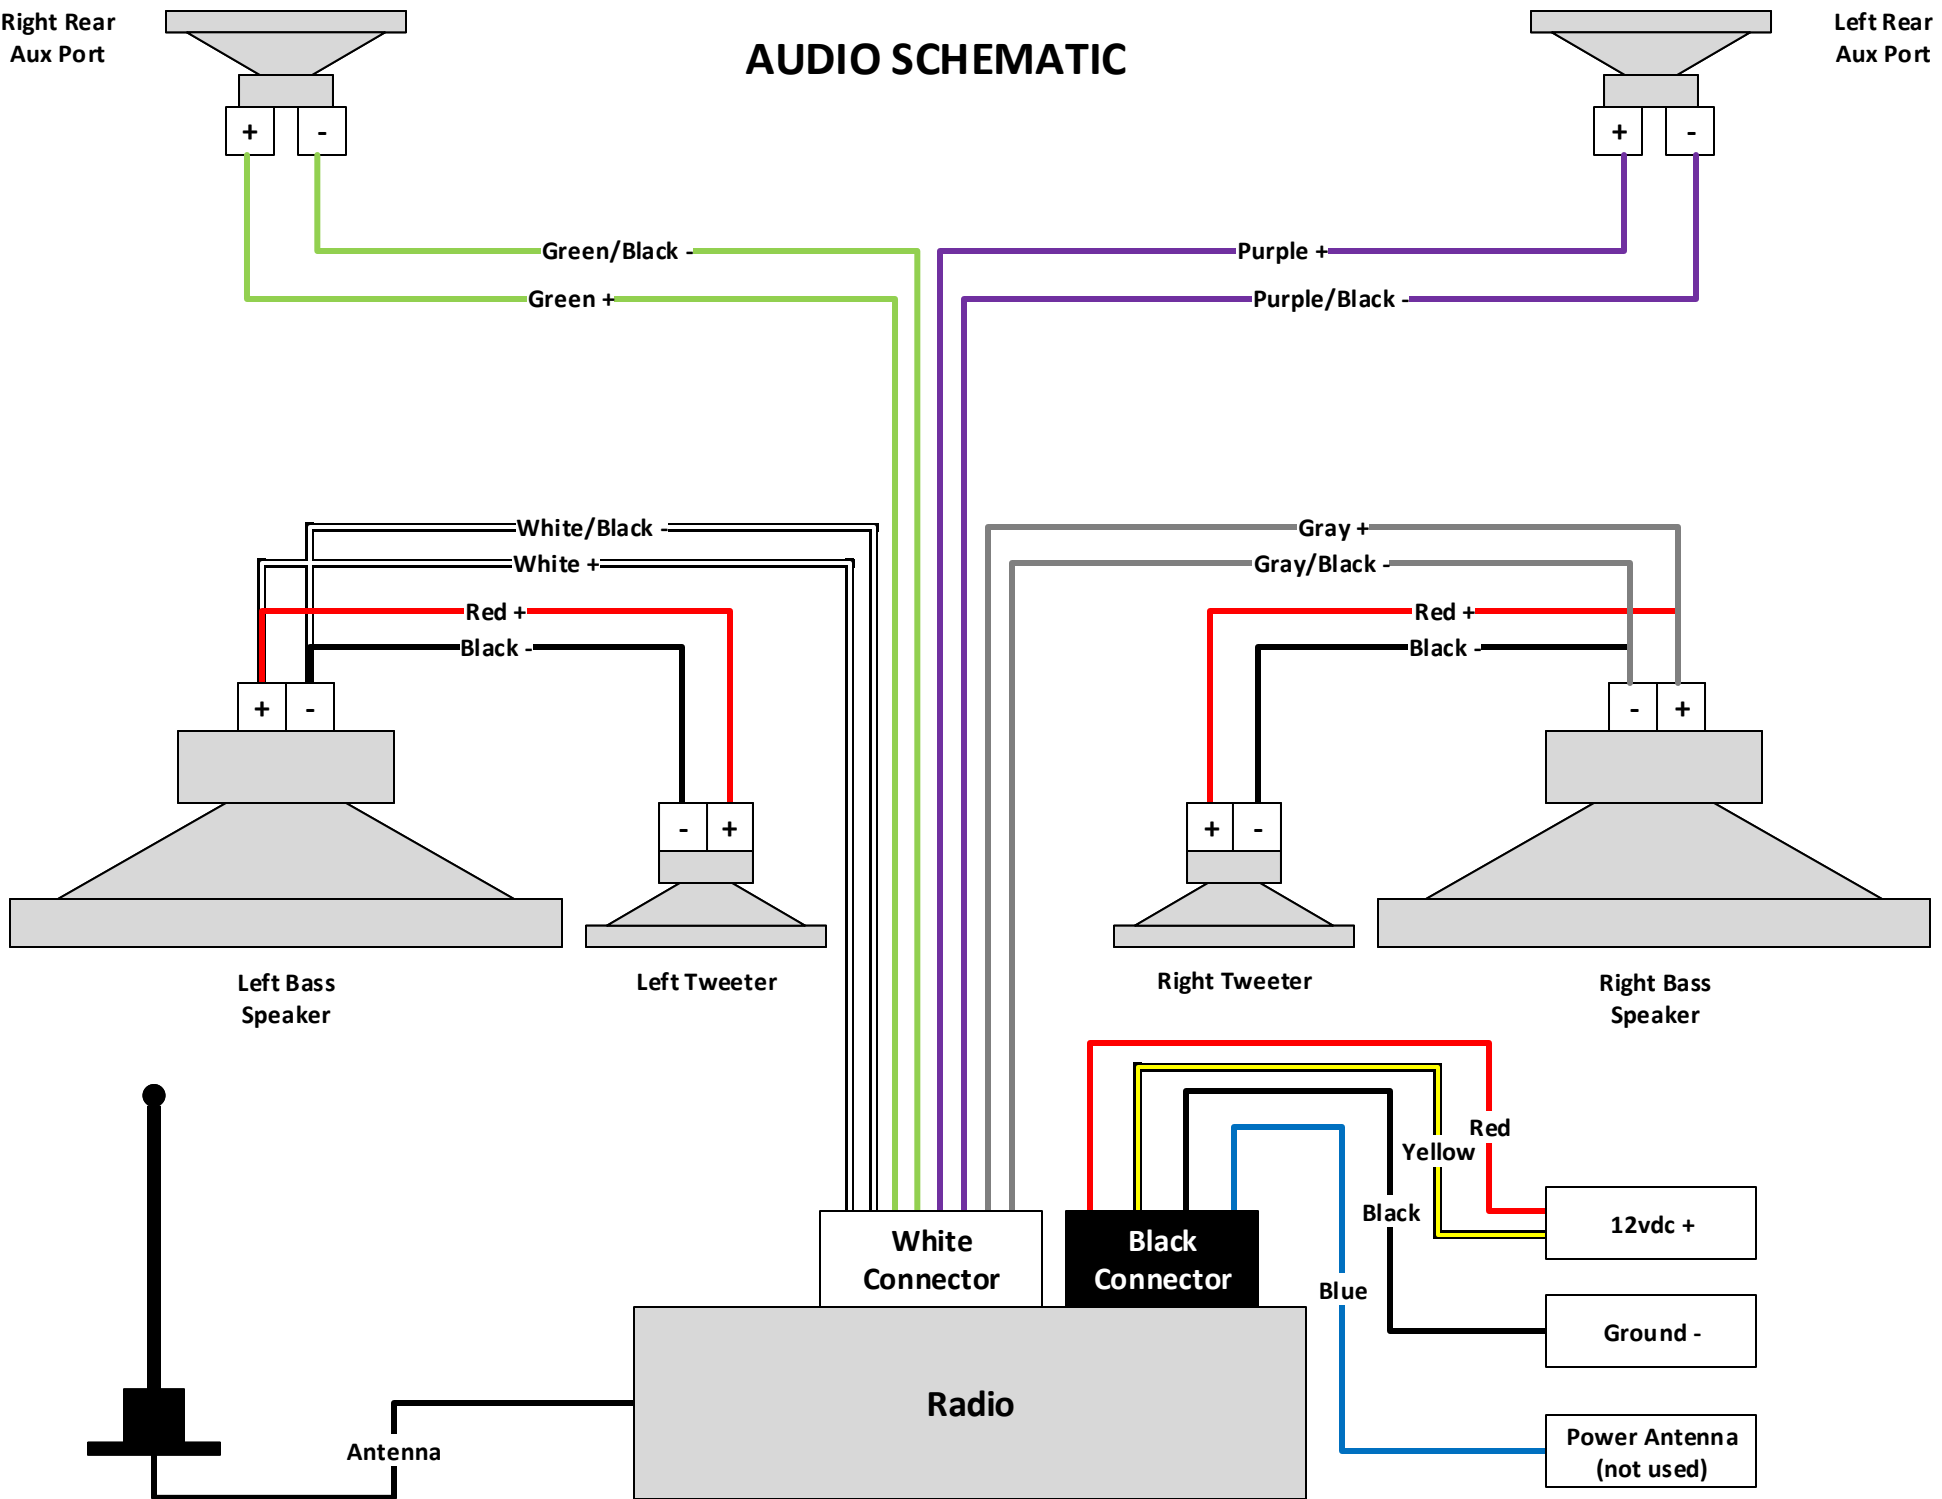 Right Rear
Aux Port
AUDIO SCHEMATIC
Left Rear
Aux Port
+
-
+
-
Green/Black -
Purple +
Green +
Purple/Black -
White/Black -
Gray +
White +
Gray/Black -
Red +
Red +
Black -
Black -
+
-
-
+
-
+
+
-
Left Bass
Speaker
Left Tweeter
Right Tweeter
Right Bass
Speaker
Red
Yellow
Black
12vdc +
White
Connector
Black
Connector
Blue
Ground -
Radio
Antenna
Power Antenna
(not used)